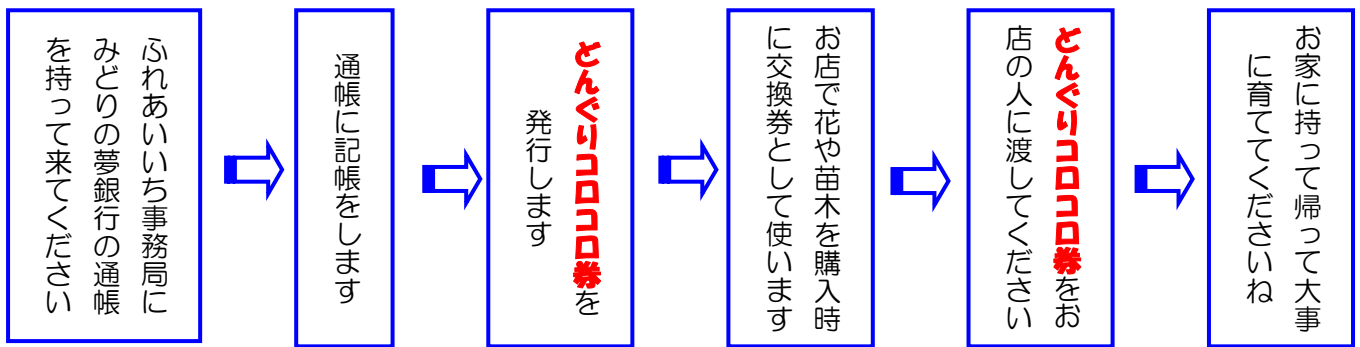 ふれあいいち事務局に
みどりの夢銀行の通帳
を持って来てください
通帳に記帳をします
どんぐりコロコロ券を
発行します
お店で花や苗木を購入時
に交換券として使います
どんぐりコロコロ券をお
店の人に渡してください
お家に持って帰って大事
に育ててくださいね